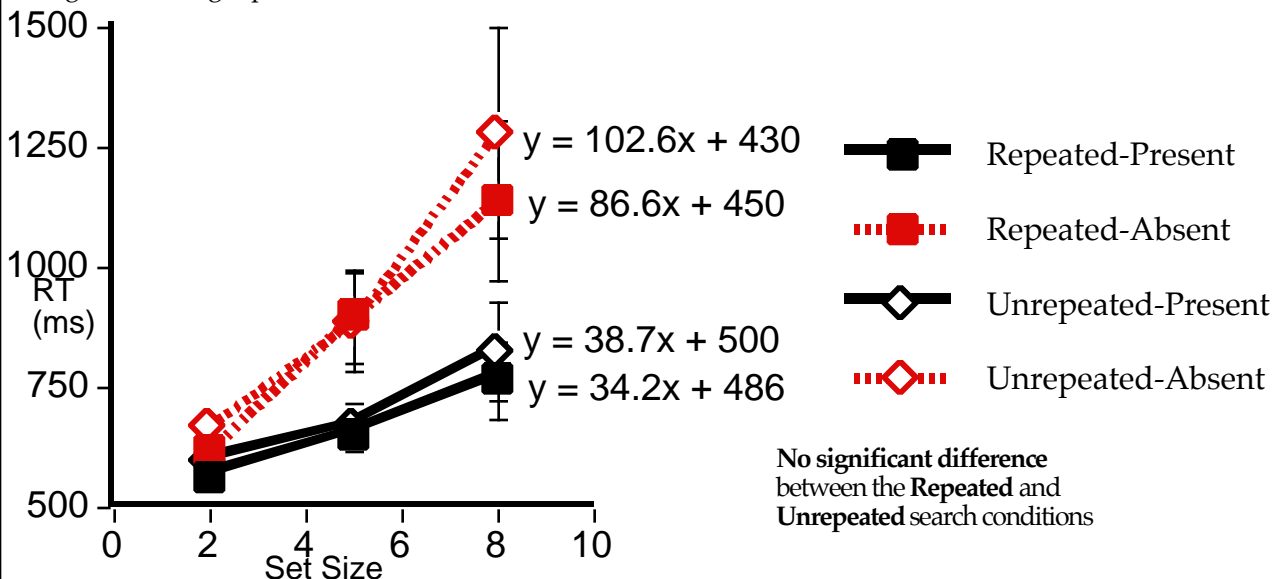 1500
1250
1000
RT
(ms)
750
500
0
2
4
6
8
10
Set Size
y = 102.6x + 430
y = 86.6x + 450
y = 38.7x + 500
y = 34.2x + 486
Repeated-Present
Repeated-Absent
Unrepeated-Present
Unrepeated-Absent
No significant difference
between the Repeated and
Unrepeated search conditions